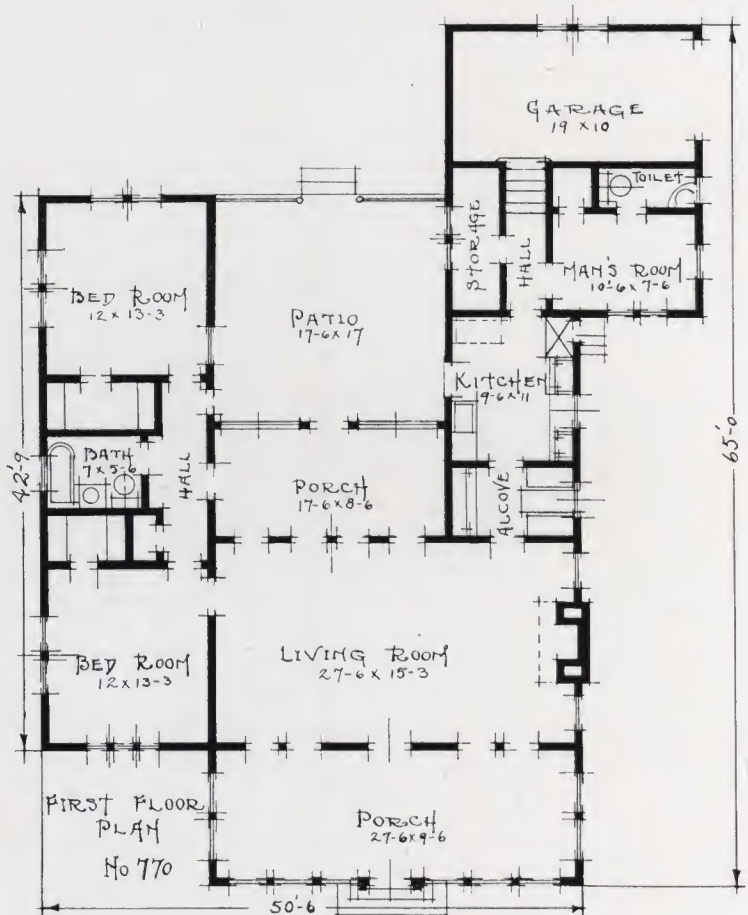 GARAGE
19 x 10
TOILET
STORAGE
HALL
MAN'S ROOM
10-6 x 7-6
BED ROOM
12 x 13-3
PATIO
17-6 x 17
KITCHEN
9-6 x 11
BATH
7 x 5-6
HALL
PORCH
17-6 x 8-6
ALCOVE
42'-9
65'-0
BED ROOM
12 x 13-3
LIVING ROOM
27-6 x 15-3
FIRST FLOOR
PLAN
No 770
PORCH
27-6 x 9-6
50'-6